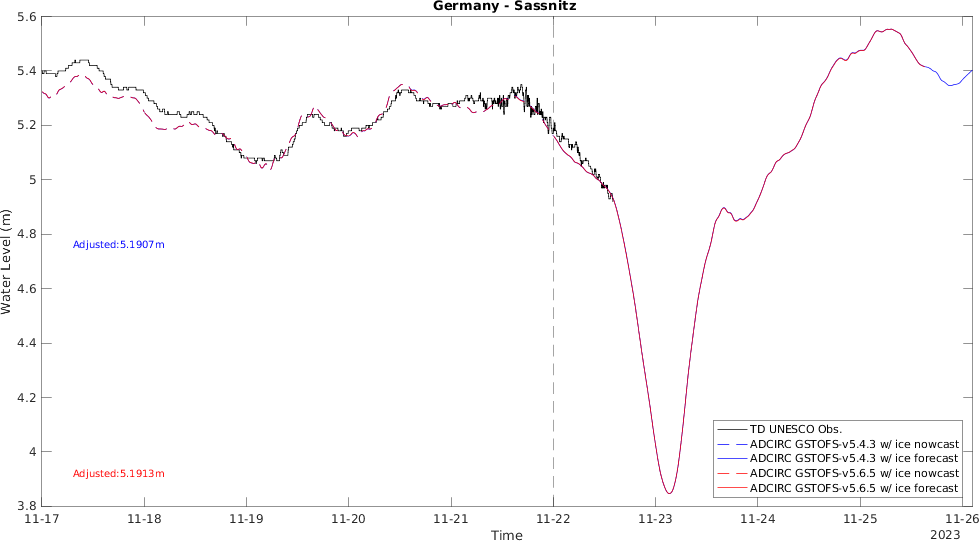 Germany - Sassnitz
5.6
5.4
5.2
5
4.8
4.6
4.4
4.2
4
3.8
Water Level (m)
Adjusted:5.1907m
Adjusted:5.1913m
TD UNESCO Obs.
ADCIRC GSTOFS-v5.4.3 w/ ice nowcast
ADCIRC GSTOFS-v5.4.3 w/ ice forecast
ADCIRC GSTOFS-v5.6.5 w/ ice nowcast
ADCIRC GSTOFS-v5.6.5 w/ ice forecast
11-17 11-18 11-19 11-20 11-21 11-22 11-23 11-24 11-25 11-26
Time
2023